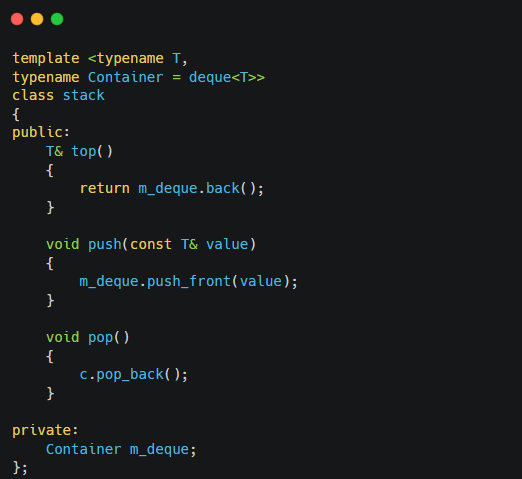 template <typename T,
typename Container = deque<T>>
class stack
{
public:
    T& top()
    {
        return m_deque.back();
    }

    void push(const T& value)
    {
        m_deque.push_front(value);
    }

    void pop()
    {
        c.pop_back();
    }

private:
    Container m_deque;
};